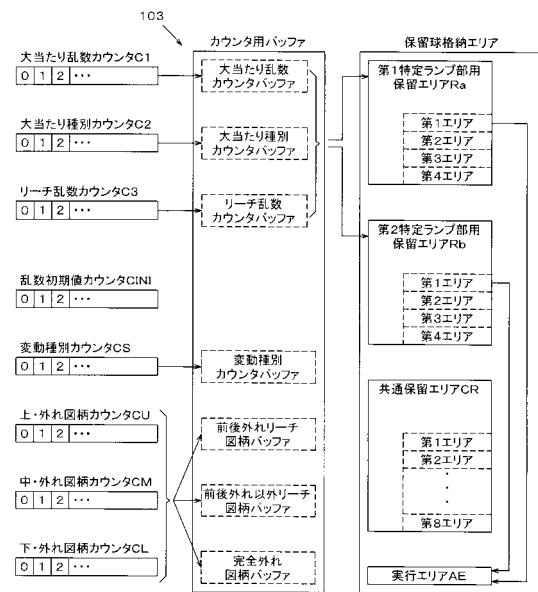 103
カウンタ用バッファ
保留球格納エリア
大当たり乱数カウンタC1
0 1 2 ・・・
大当たり乱数
カウンタバッファ
第1特定ランプ部用
保留エリアRa
第1エリア
第2エリア
第3エリア
第4エリア
大当たり種別カウンタC2
0 1 2 ・・・
大当たり種別
カウンタバッファ
リーチ乱数カウンタC3
0 1 2 ・・・
リーチ乱数
カウンタバッファ
第2特定ランプ部用
保留エリアRb
第1エリア
第2エリア
第3エリア
第4エリア
乱数初期値カウンタCINI
0 1 2 ・・・
変動種別カウンタCS
0 1 2 ・・・
変動種別
カウンタバッファ
共通保留エリアCR
第1エリア
第2エリア
・
・
・
第8エリア
上・外れ図柄カウンタCU
0 1 2 ・・・
前後外れリーチ
図柄バッファ
中・外れ図柄カウンタCM
0 1 2 ・・・
前後外れ以外リーチ
図柄バッファ
下・外れ図柄カウンタCL
0 1 2 ・・・
完全外れ
図柄バッファ
実行エリアAE